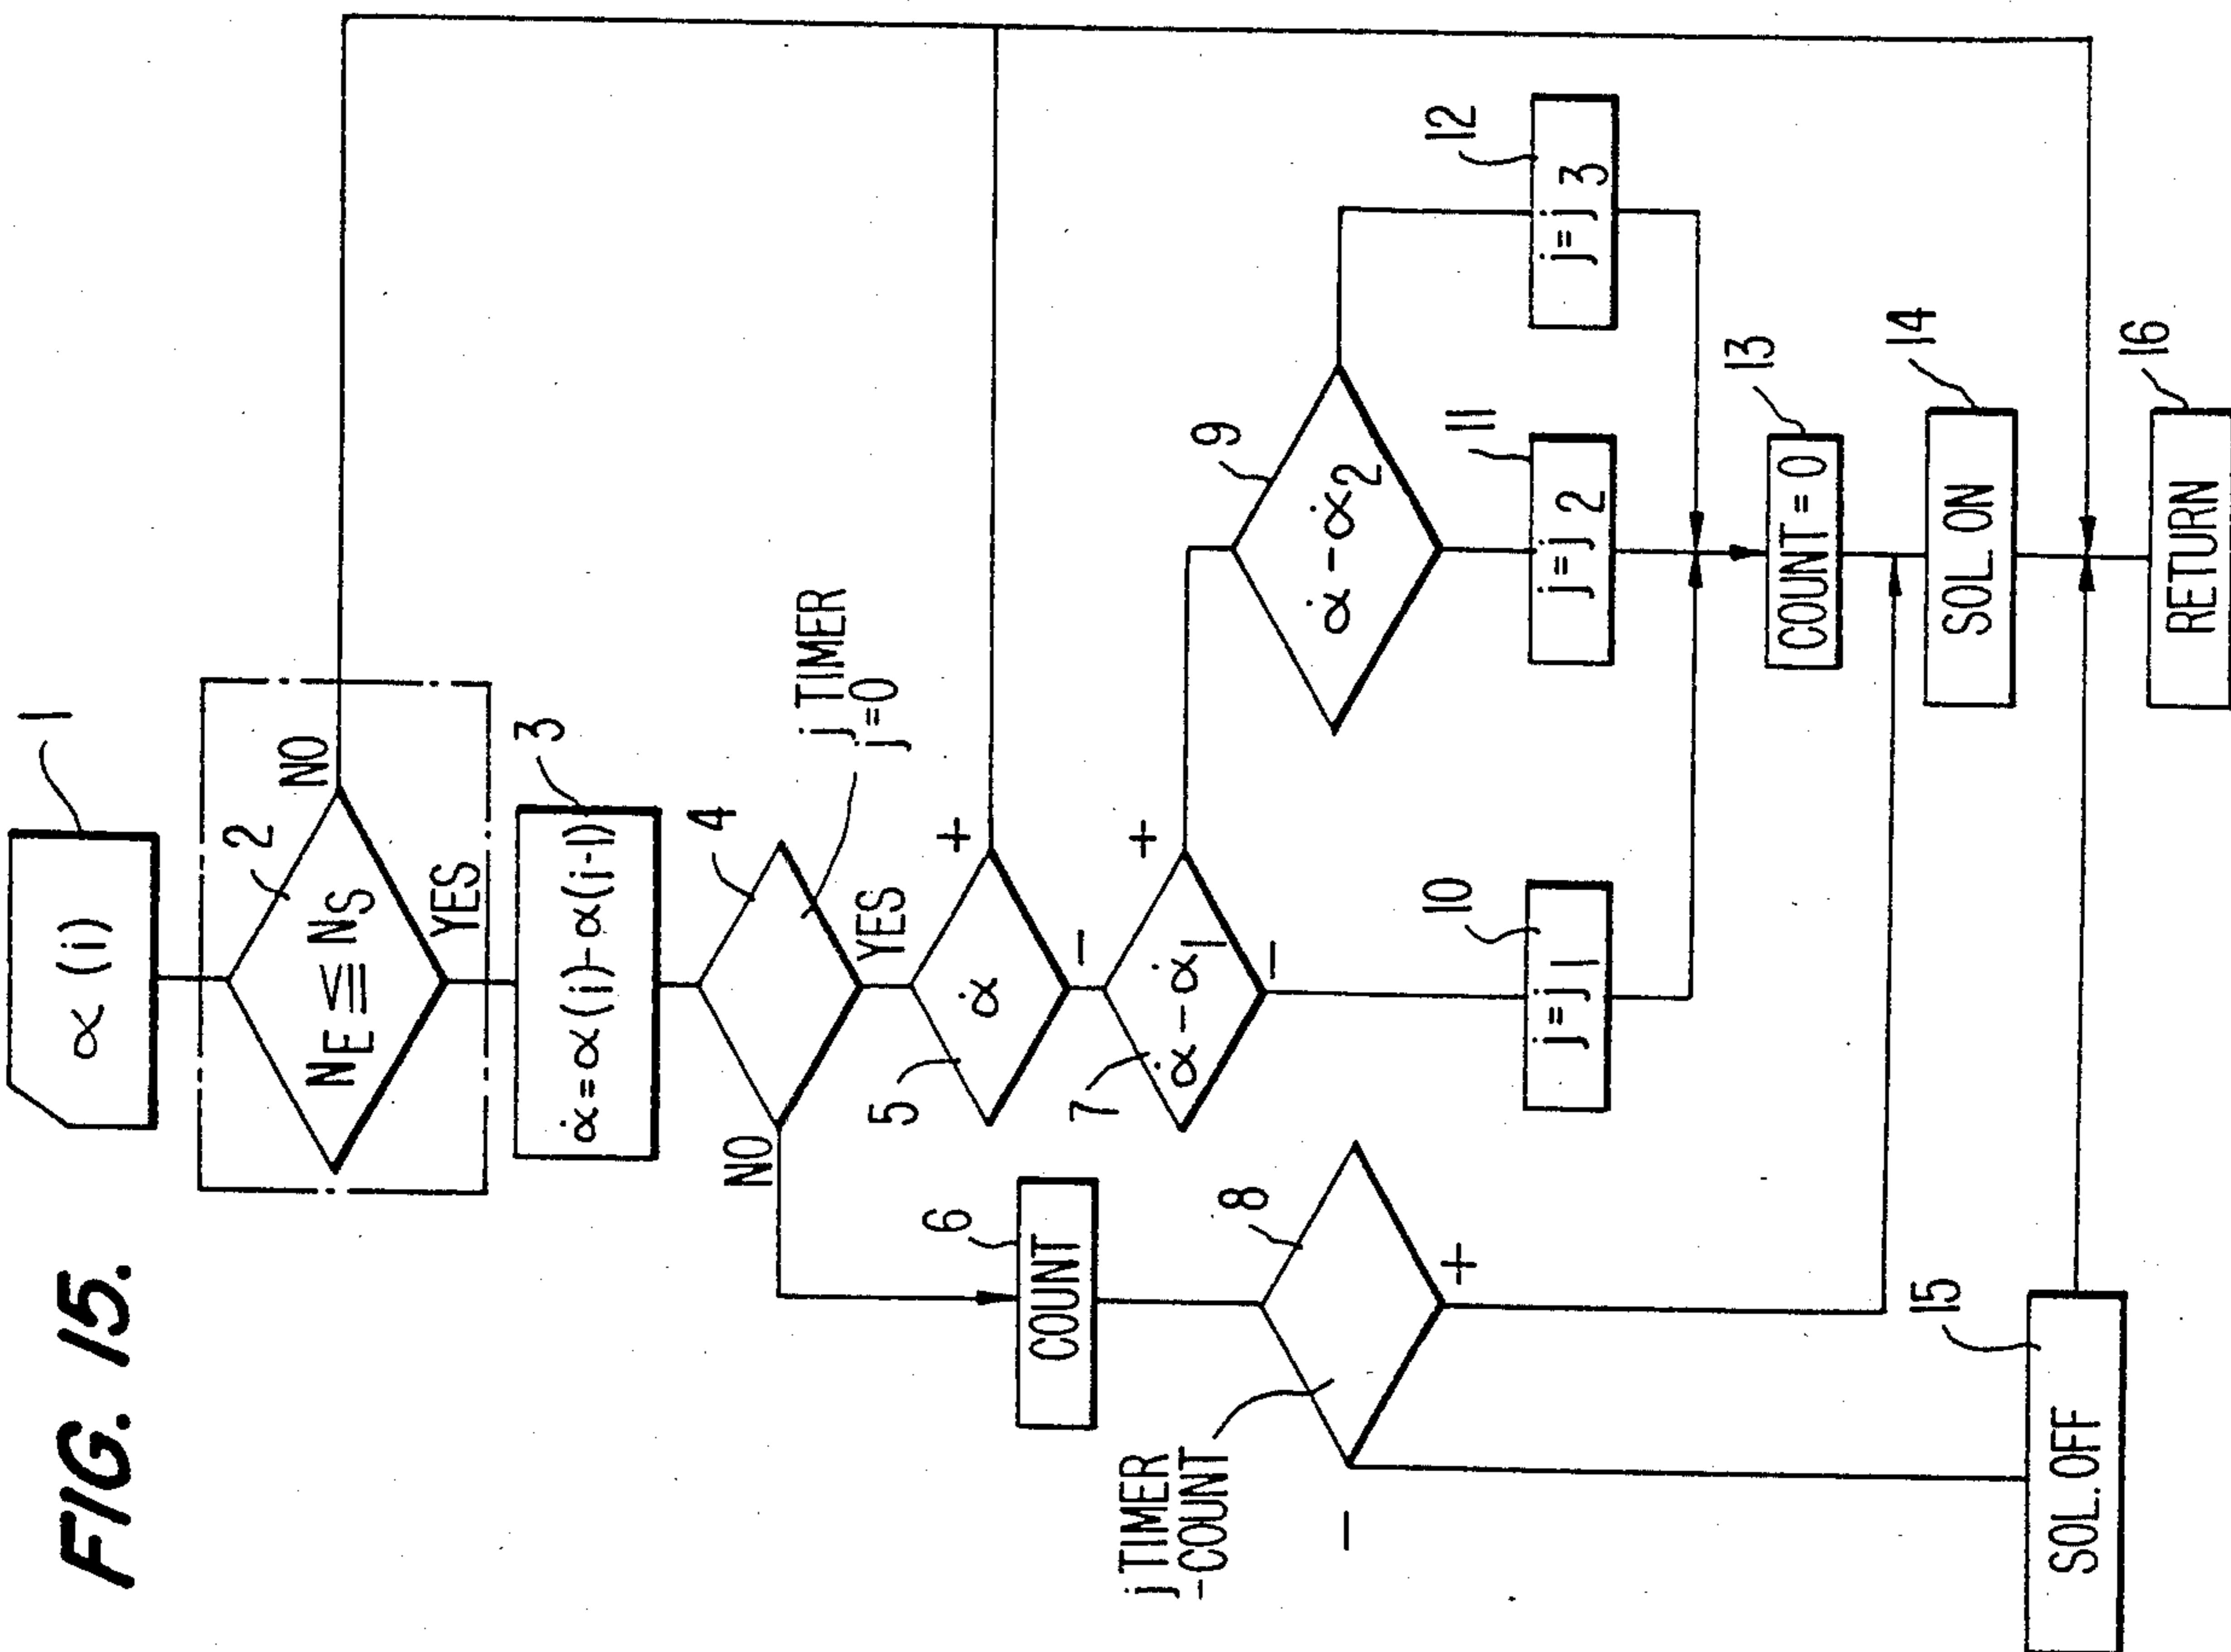 FIG. 15.
1
α (i)
2
N_E ≦ N_S
NO
YES
3
α̇=α(i)-α(i-1)
4
j TIMER
j=0
NO
YES
5
α̇
+
−
6
COUNT
7
α̇-α̇1
+
−
8
j TIMER
-COUNT
−
+
9
α̇-α̇2
10
j=j1
11
j=j2
12
j=j3
13
COUNT=0
14
SOL ON
15
SOL.OFF
16
RETURN